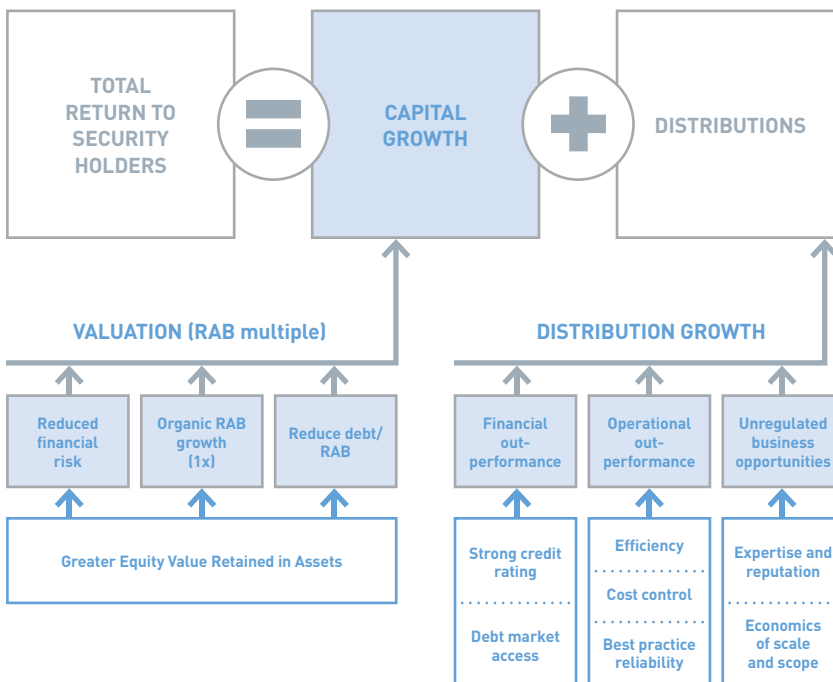 TOTAL
RETURN TO
SECURITY
HOLDERS
CAPITAL
GROWTH
DISTRIBUTIONS
VALUATION (RAB multiple)
DISTRIBUTION GROWTH
Reduced
financial
risk
Organic RAB
growth
(1x)
Reduce debt/
RAB
Financial
out-
performance
Operational
out-
performance
Unregulated
business
opportunities
Greater Equity Value Retained in Assets
Strong credit
rating
Debt market
access
Efficiency
Cost control
Best practice
reliability
Expertise and
reputation
Economics
of scale
and scope